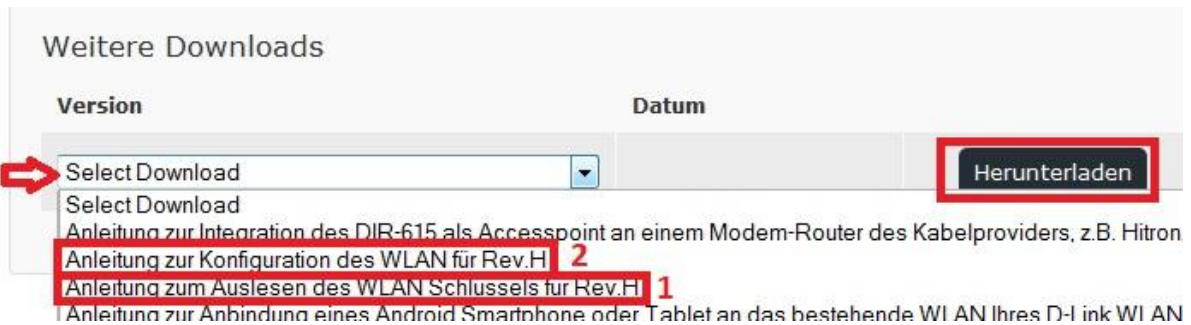 Weitere Downloads
Version Datum
Select Download Herunterladen
Select Download
Anleitung zur Integration des DIR-615 als Accesspoint an einem Modem-Router des Kabelproviders, z.B. Hitron
Anleitung zur Konfiguration des WLAN für Rev.H 2
Anleitung zum Auslesen des WLAN Schlüssels für Rev.H 1
Anleitung zur Anbindung eines Android Smartphone oder Tablet an das bestehende WLAN Ihres D-Link WLAN